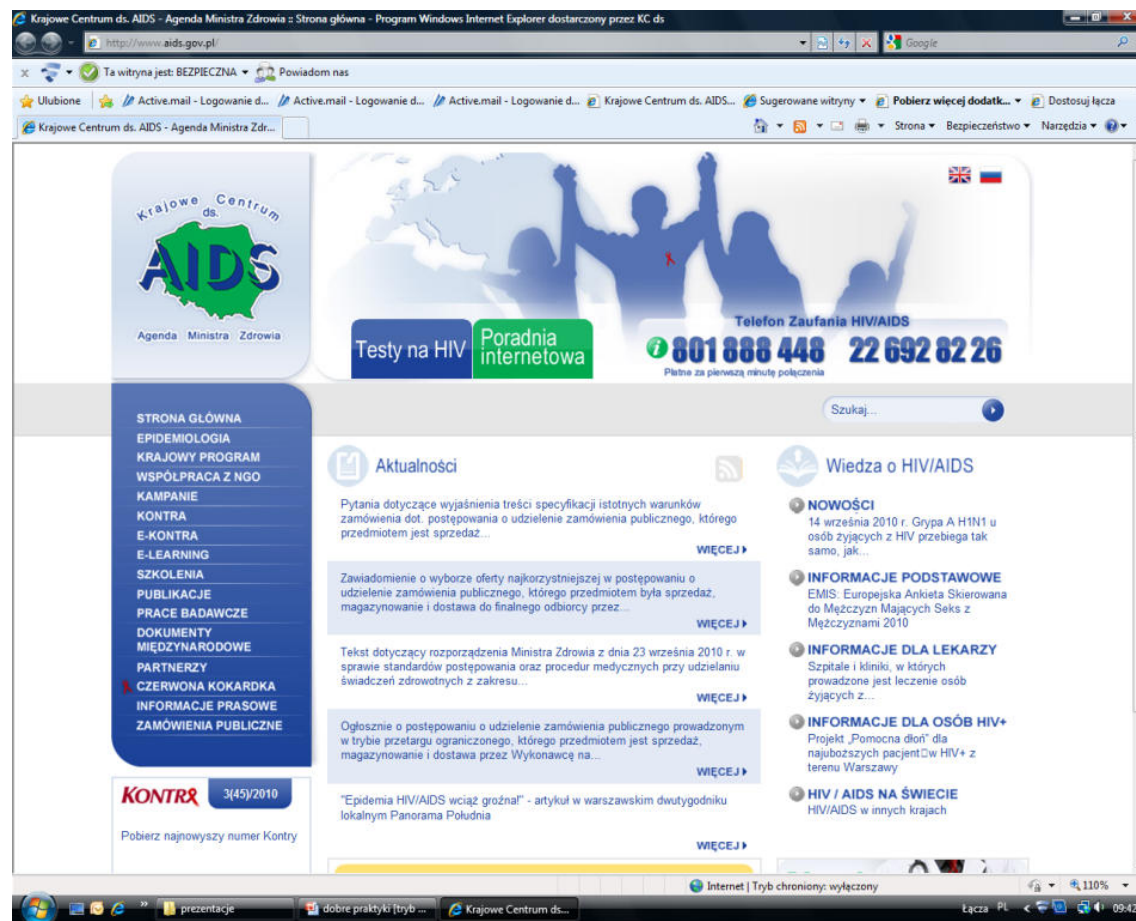 Krajowe Centrum ds. AIDS - Agenda Ministra Zdrowia :: Strona główna - Program Windows Internet Explorer dostarczony przez KC ds
http://www.aids.gov.pl/
Google
x Ta witryna jest: BEZPIECZNA Powiadom nas
Ulubione Active.mail - Logowanie d... Active.mail - Logowanie d... Active.mail - Logowanie d... Krajowe Centrum ds. AIDS... Sugerowane witryny Pobierz więcej dodatk... Dostosuj łącza
Krajowe Centrum ds. AIDS - Agenda Ministra Zdr... Strona Bezpieczeństwo Narzędzia
Krajowe Centrum
ds.
AIDS
Agenda Ministra Zdrowia
Testy na HIV
Poradnia
internetowa
Telefon Zaufania HIV/AIDS
801 888 448 22 692 82 26
Płatne za pierwszą minutę połączenia
Szukaj...
STRONA GŁÓWNA
EPIDEMIOLOGIA
KRAJOWY PROGRAM
WSPÓŁPRACA Z NGO
KAMPANIE
KONTRA
E-KONTRA
E-LEARNING
SZKOLENIA
PUBLIKACJE
PRACE BADAWCZE
DOKUMENTY
MIĘDZYNARODOWE
PARTNERZY
CZERWONA KOKARDKA
INFORMACJE PRASOWE
ZAMÓWIENIA PUBLICZNE
KONTRA 3(45)/2010
Pobierz najnowyszy numer Kontry
Aktualności
Pytania dotyczące wyjaśnienia treści specyfikacji istotnych warunków
zamówienia dot. postępowania o udzielenie zamówienia publicznego, którego
przedmiotem jest sprzedaż...
WIĘCEJ
Zawiadomienie o wyborze oferty najkorzystniejszej w postępowaniu o
udzielenie zamówienia publicznego, którego przedmiotem była sprzedaż,
magazynowanie i dostawa do finalnego odbiorcy przez...
WIĘCEJ
Tekst dotyczący rozporządzenia Ministra Zdrowia z dnia 23 września 2010 r. w
sprawie standardów postępowania oraz procedur medycznych przy udzielaniu
świadczeń zdrowotnych z zakresu...
WIĘCEJ
Ogłosznie o postępowaniu o udzielenie zamówienia publicznego prowadzonym
w trybie przetargu ograniczonego, którego przedmiotem jest sprzedaż,
magazynowanie i dostawa przez Wykonawcę na...
WIĘCEJ
"Epidemia HIV/AIDS wciąż groźna!" - artykuł w warszawskim dwutygodniku
lokalnym Panorama Południa
WIĘCEJ
Wiedza o HIV/AIDS
NOWOŚCI
14 września 2010 r. Grypa A H1N1 u
osób żyjących z HIV przebiega tak
samo, jak...
INFORMACJE PODSTAWOWE
EMIS: Europejska Ankieta Skierowana
do Mężczyzn Mających Seks z
Mężczyznami 2010
INFORMACJE DLA LEKARZY
Szpitale i kliniki, w których
prowadzone jest leczenie osób
żyjących z...
INFORMACJE DLA OSÓB HIV+
Projekt „Pomocna dłoń” dla
najuboższych pacjent□w HIV+ z
terenu Warszawy
HIV / AIDS NA ŚWIECIE
HIV/AIDS w innych krajach
Internet | Tryb chroniony: wyłączony 110%
prezentacje dobre praktyki [tryb ... Krajowe Centrum ds... Łącza PL 09:42